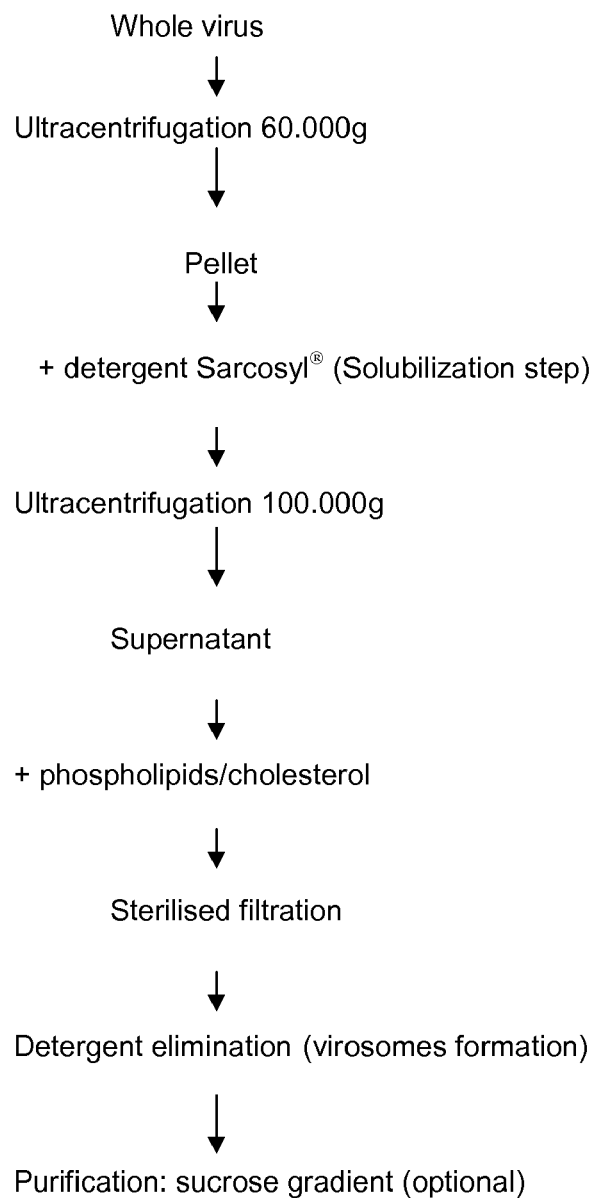 Whole virus
Ultracentrifugation 60.000g
Pellet
+ detergent Sarcosyl® (Solubilization step)
Ultracentrifugation 100.000g
Supernatant
+ phospholipids/cholesterol
Sterilised filtration
Detergent elimination (virosomes formation)
Purification: sucrose gradient (optional)